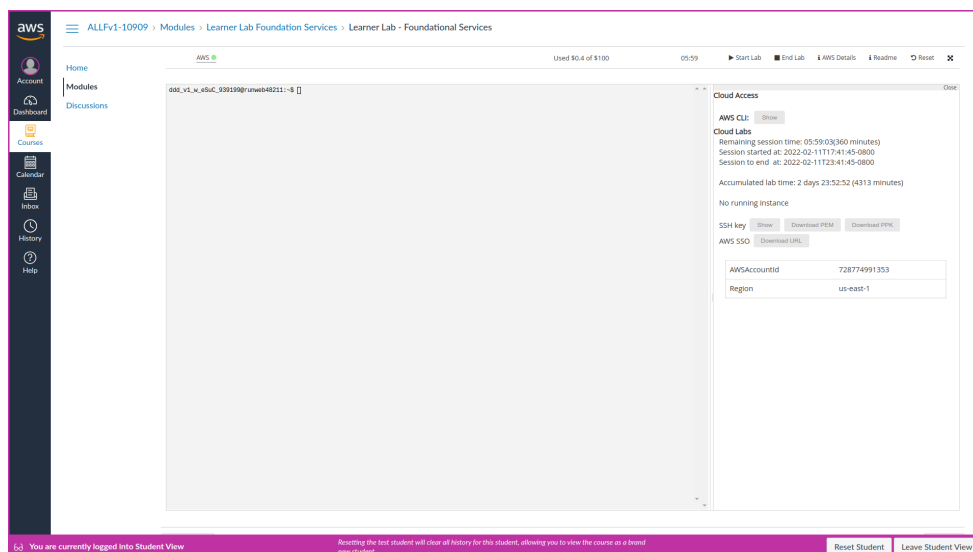 aws
ALLFv1-10909 › Modules › Learner Lab Foundation Services › Learner Lab - Foundational Services
AWS
Used $0.4 of $100
05:59
Start Lab
End Lab
AWS Details
Readme
Reset
Account
Dashboard
Courses
Calendar
Inbox
History
Help
Home
Modules
Discussions
ddd_v1_w_eSuC_939199@runweb48211:~$
Close
Cloud Access
AWS CLI: Show
Cloud Labs
Remaining session time: 05:59:03(360 minutes)
Session started at: 2022-02-11T17:41:45-0800
Session to end at: 2022-02-11T23:41:45-0800
Accumulated lab time: 2 days 23:52:52 (4313 minutes)
No running instance
SSH key Show Download PEM Download PPK
AWS SSO Download URL
AWSAccountId 728774991353
Region us-east-1
You are currently logged into Student View
Resetting the test student will clear all history for this student, allowing you to view the course as a brand
new student.
Reset Student
Leave Student View